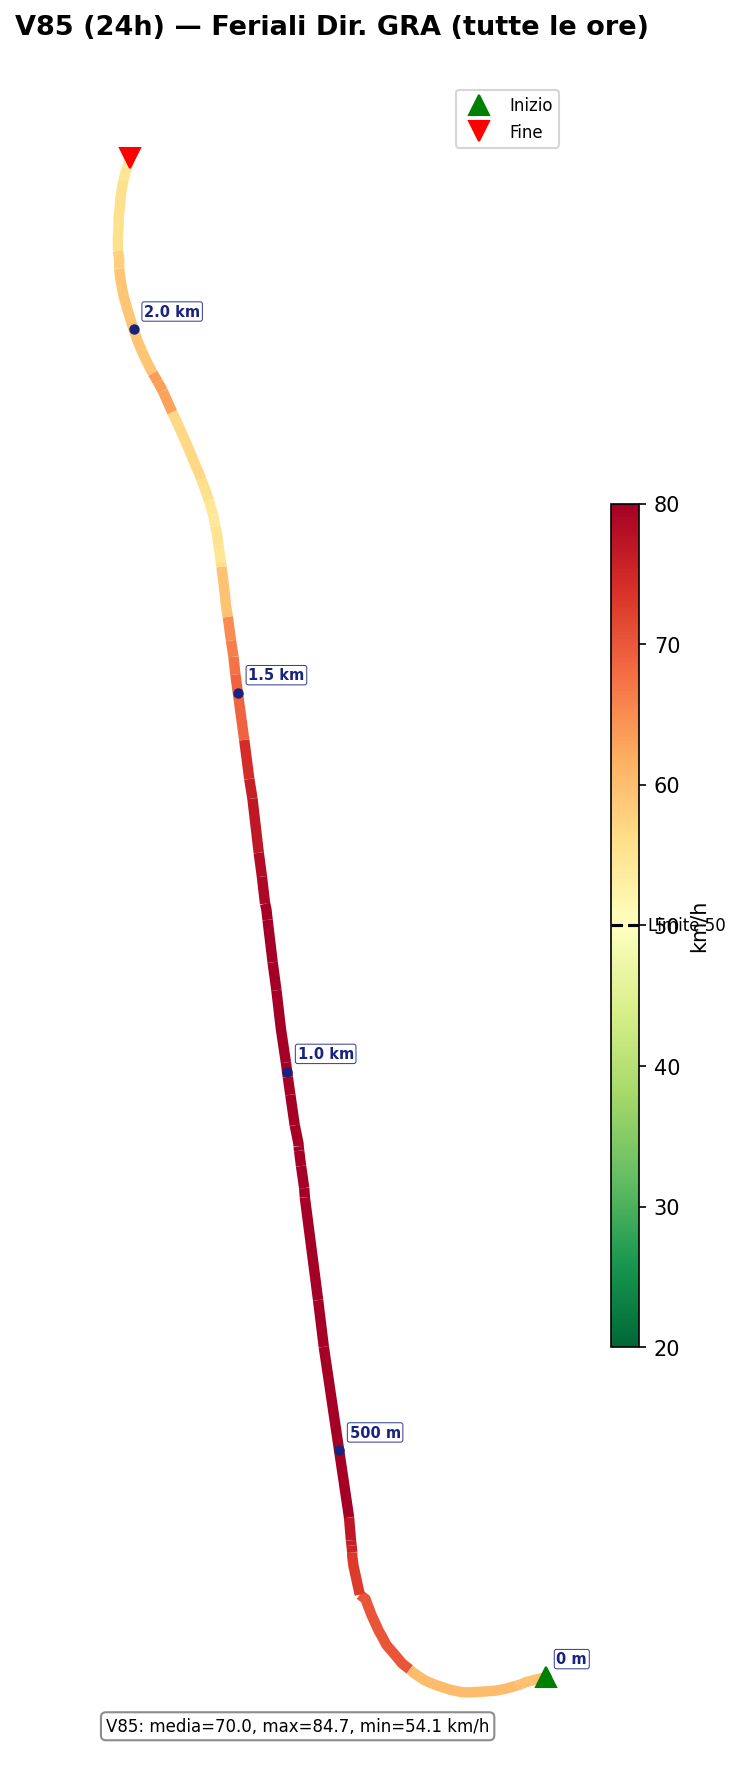 V85 (24h) — Feriali Dir. GRA (tutte le ore)
Inizio
Fine
2.0 km
1.5 km
1.0 km
500 m
0 m
80
70
60
50
40
30
20
Limite 50
km/h
V85: media=70.0, max=84.7, min=54.1 km/h